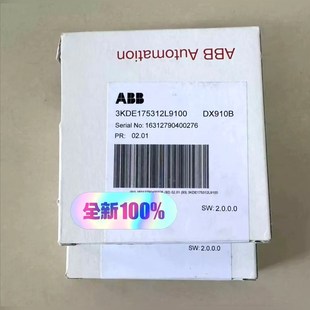 ABB Automation
ABB
3KDE175312L9100 DX910B
Serial No: 16312790400276
PR: 02.01
SW: 2.0.0.0
全新100%
SW: 2.0.0.0